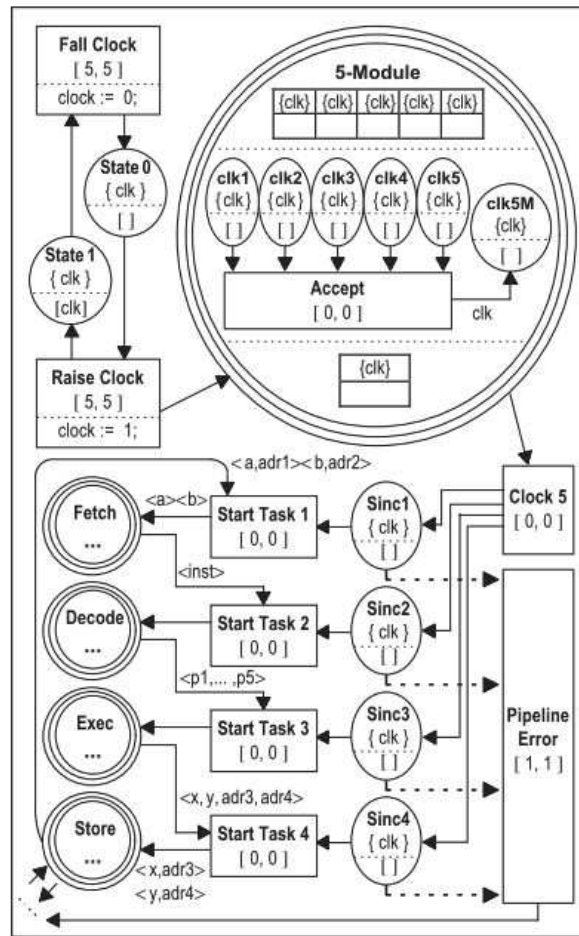 Fall Clock
[ 5, 5 ]
clock := 0;
State 0
{ clk }
[ ]
State 1
{ clk }
[clk]
Raise Clock
[ 5, 5 ]
clock := 1;
5-Module
{clk} {clk} {clk} {clk} {clk}
clk1 clk2 clk3 clk4 clk5
{clk} {clk} {clk} {clk} {clk}
[ ] [ ] [ ] [ ] [ ]
clk5M
{clk}
[ ]
Accept
[ 0, 0 ]
clk
{clk}
< a,adr1>< b,adr2>
Fetch
...
<a><b>
Start Task 1
[ 0, 0 ]
Sinc1
{ clk }
[ ]
Clock 5
[ 0, 0 ]
<inst>
Decode
...
Start Task 2
[ 0, 0 ]
Sinc2
{ clk }
[ ]
<p1,... ,p5>
Exec
...
Start Task 3
[ 0, 0 ]
Sinc3
{ clk }
[ ]
Pipeline
Error
[ 1, 1 ]
<x, y, adr3, adr4>
Store
...
Start Task 4
[ 0, 0 ]
Sinc4
{ clk }
[ ]
< x,adr3>
< y,adr4>